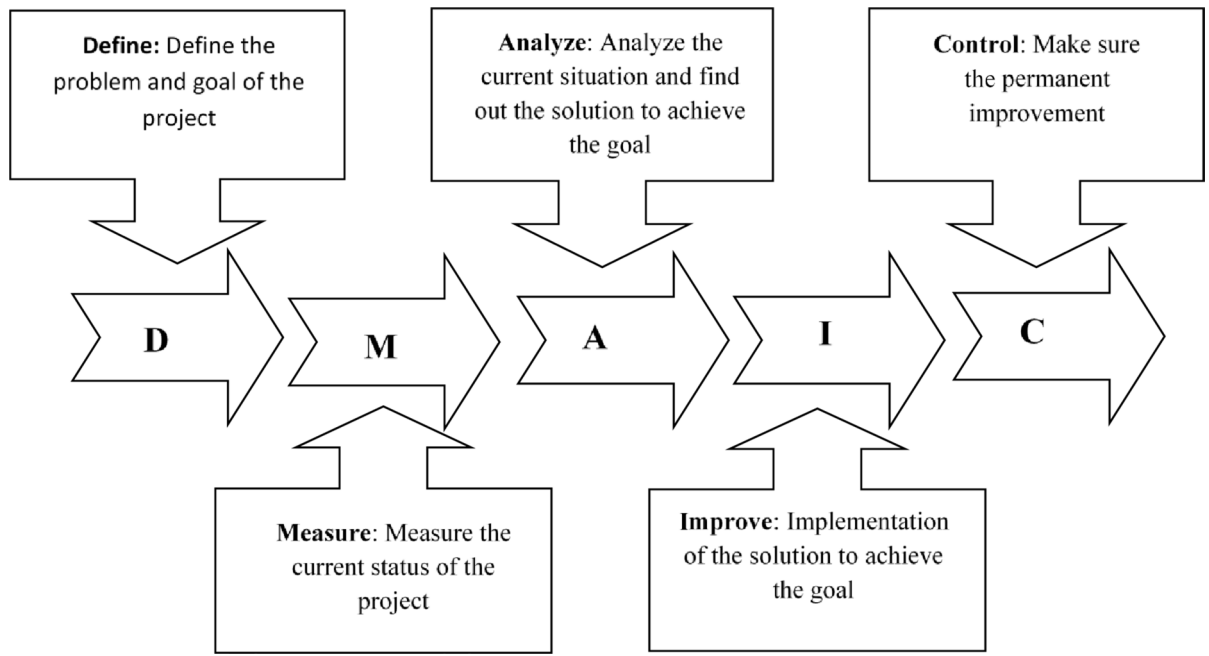 Define: Define the
problem and goal of the
project
Analyze: Analyze the
current situation and find
out the solution to achieve
the goal
Control: Make sure
the permanent
improvement
D
M
A
I
C
Measure: Measure the
current status of the
project
Improve: Implementation
of the solution to achieve
the goal